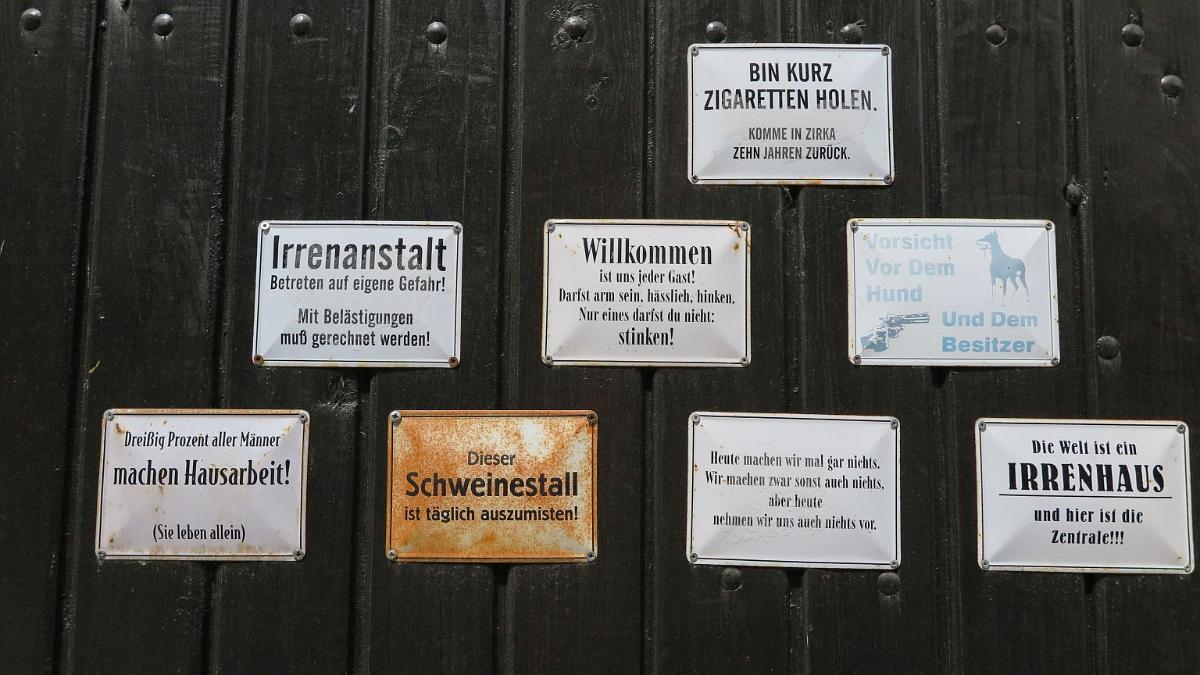 BIN KURZ
ZIGARETTEN HOLEN.
KOMME IN ZIRKA
ZEHN JAHREN ZURÜCK.
Irrenanstalt
Betreten auf eigene Gefahr!
Mit Belästigungen
muß gerechnet werden!
Willkommen
ist uns jeder Gast!
Darfst arm sein, hässlich, hinken.
Nur eines darfst du nicht:
stinken!
Vorsicht
Vor Dem
Hund
Und Dem
Besitzer
Dreißig Prozent aller Männer
machen Hausarbeit!
(Sie leben allein)
Dieser
Schweinestall
ist täglich auszumisten!
Heute machen wir mal gar nichts.
Wir machen zwar sonst auch nichts,
aber heute
nehmen wir uns auch nichts vor.
Die Welt ist ein
IRRENHAUS
und hier ist die
Zentrale!!!